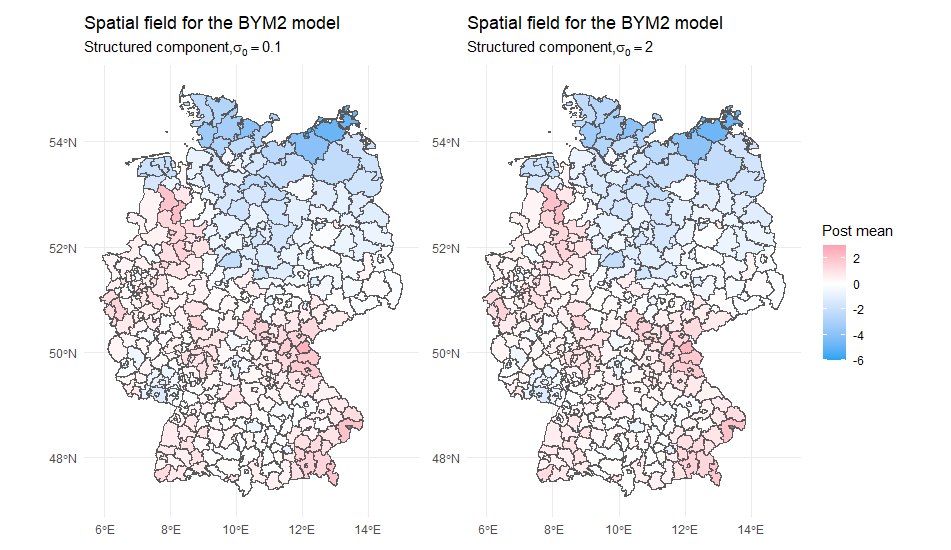 Spatial field for the BYM2 model
Structured component,σ₀ = 0.1
54°N
52°N
50°N
48°N
6°E 8°E 10°E 12°E 14°E
Spatial field for the BYM2 model
Structured component,σ₀ = 2
54°N
52°N
50°N
48°N
6°E 8°E 10°E 12°E 14°E
Post mean
2
0
-2
-4
-6